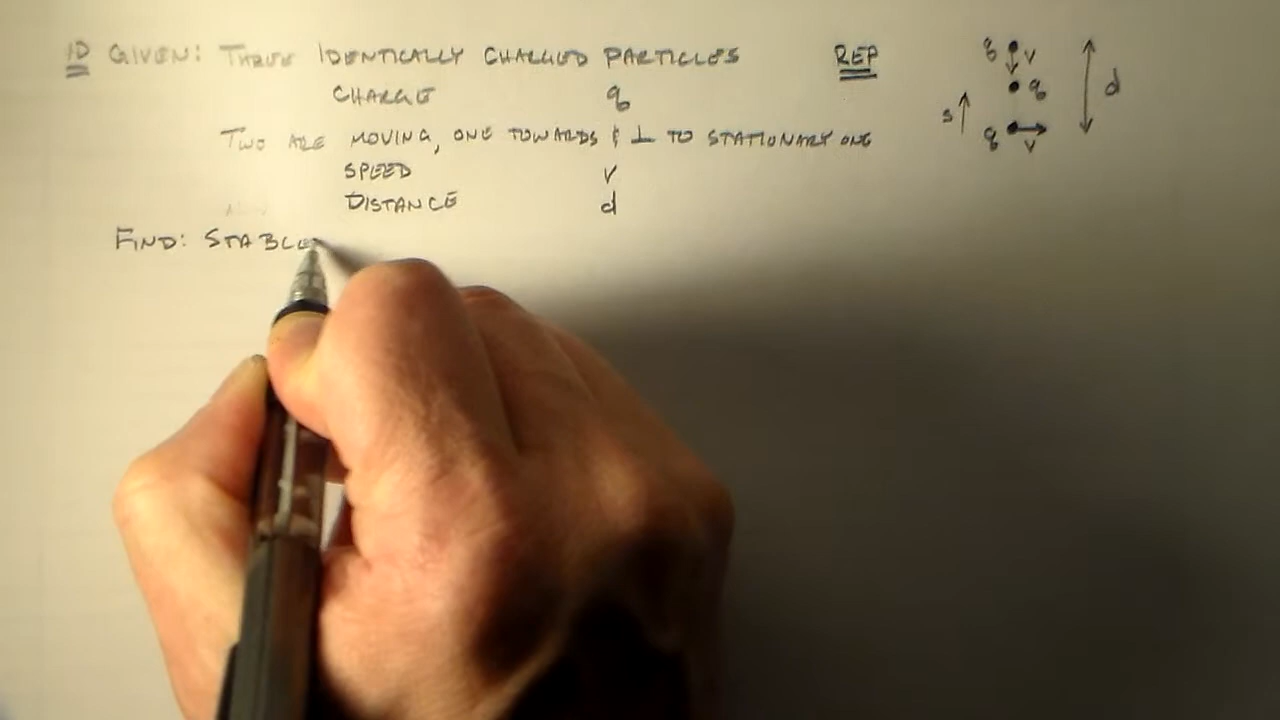 ID GIVEN: THREE IDENTICALLY CHARGED PARTICLES REP
CHARGE q
TWO ARE MOVING, ONE TOWARDS & ⊥ TO STATIONARY ONE
SPEED v
DISTANCE d
FIND: STABLE
q v
q
d
s
q
v